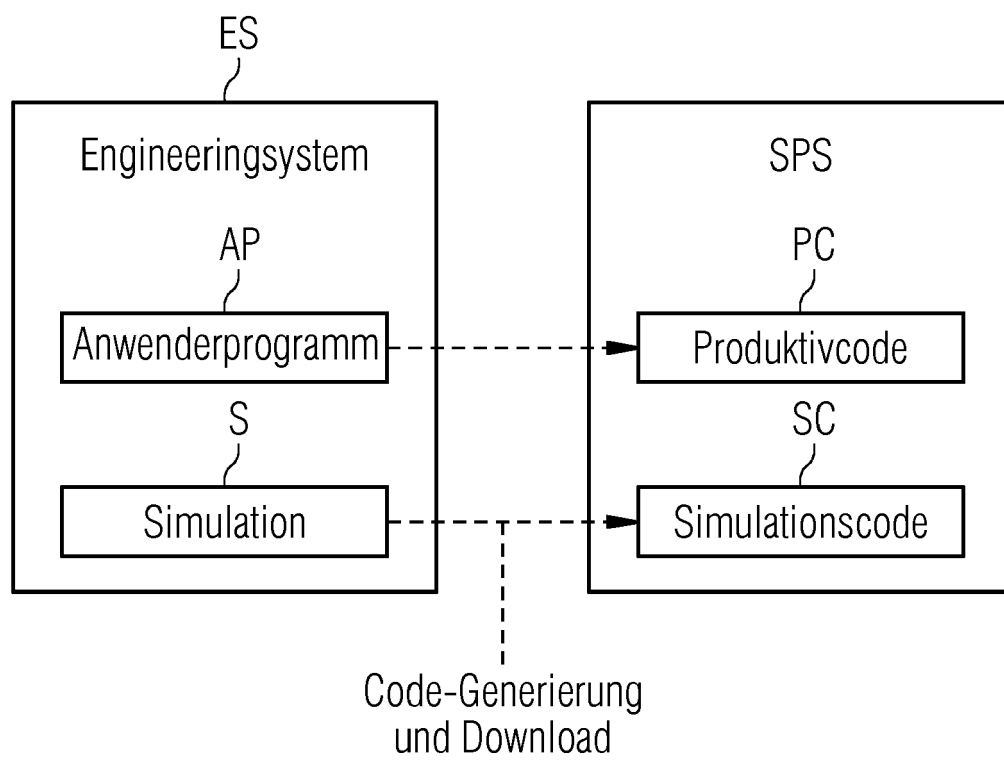 ES
Engineeringsystem
SPS
AP
PC
Anwenderprogramm
Produktivcode
S
SC
Simulation
Simulationscode
Code-Generierung
und Download